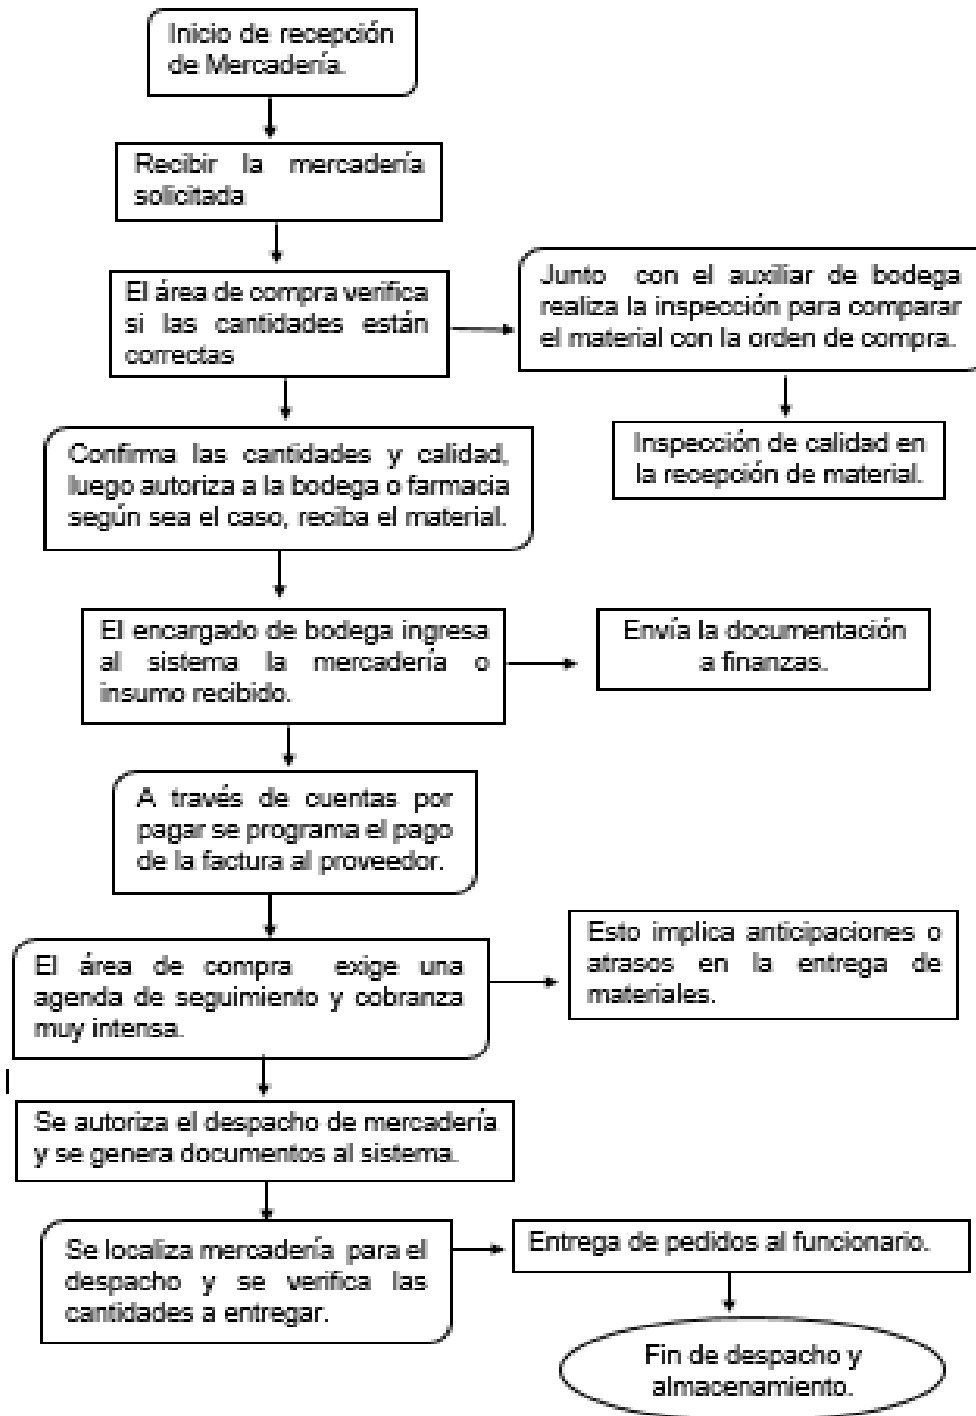 Inicio de recepción
de Mercadería.
Recibir la mercadería
solicitada
El área de compra verifica
si las cantidades están
correctas
Junto con el auxiliar de bodega
realiza la inspección para comparar
el material con la orden de compra.
Inspección de calidad en
la recepción de material.
Confirma las cantidades y calidad,
luego autoriza a la bodega o farmacia
según sea el caso, reciba el material.
El encargado de bodega ingresa
al sistema la mercadería o
insumo recibido.
Envía la documentación
a finanzas.
A través de cuentas por
pagar se programa el pago
de la factura al proveedor.
El área de compra exige una
agenda de seguimiento y cobranza
muy intensa.
Esto implica anticipaciones o
atrasos en la entrega de
materiales.
Se autoriza el despacho de mercadería
y se genera documentos al sistema.
Se localiza mercadería para el
despacho y se verifica las
cantidades a entregar.
Entrega de pedidos al funcionario.
Fin de despacho y
almacenamiento.